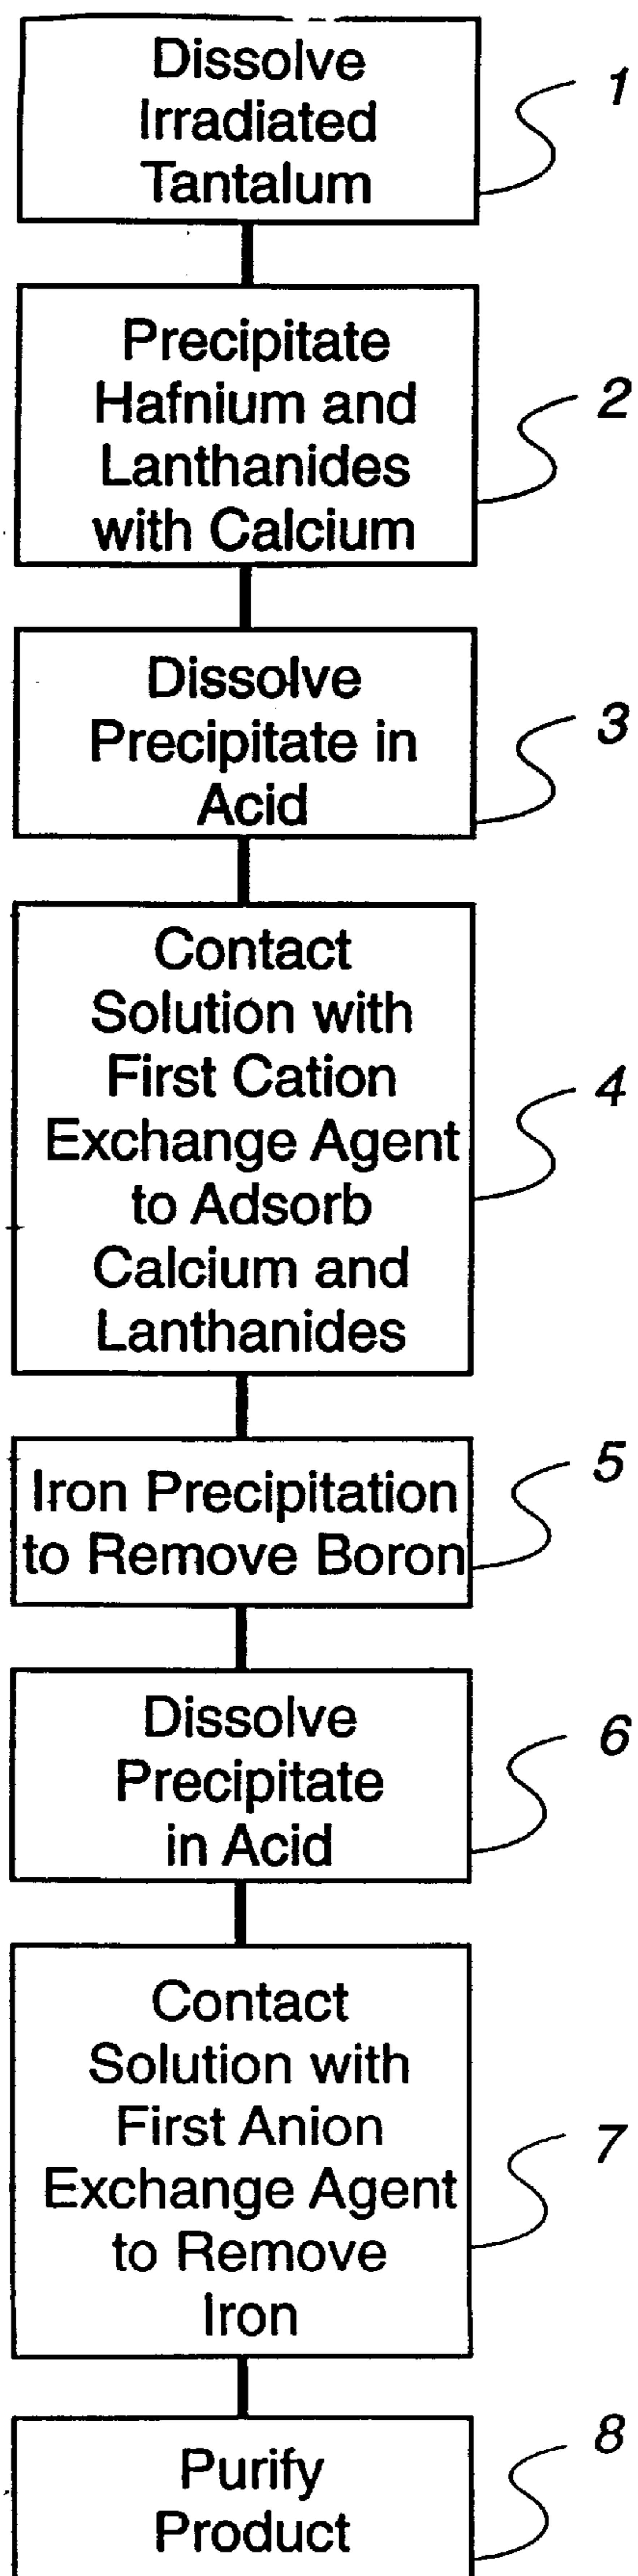 Dissolve
Irradiated
Tantalum
1
Precipitate
Hafnium and
Lanthanides
with Calcium
2
Dissolve
Precipitate in
Acid
3
Contact
Solution with
First Cation
Exchange Agent
to Adsorb
Calcium and
Lanthanides
4
Iron Precipitation
to Remove Boron
5
Dissolve
Precipitate
in Acid
6
Contact
Solution with
First Anion
Exchange Agent
to Remove
Iron
7
Purify
Product
8